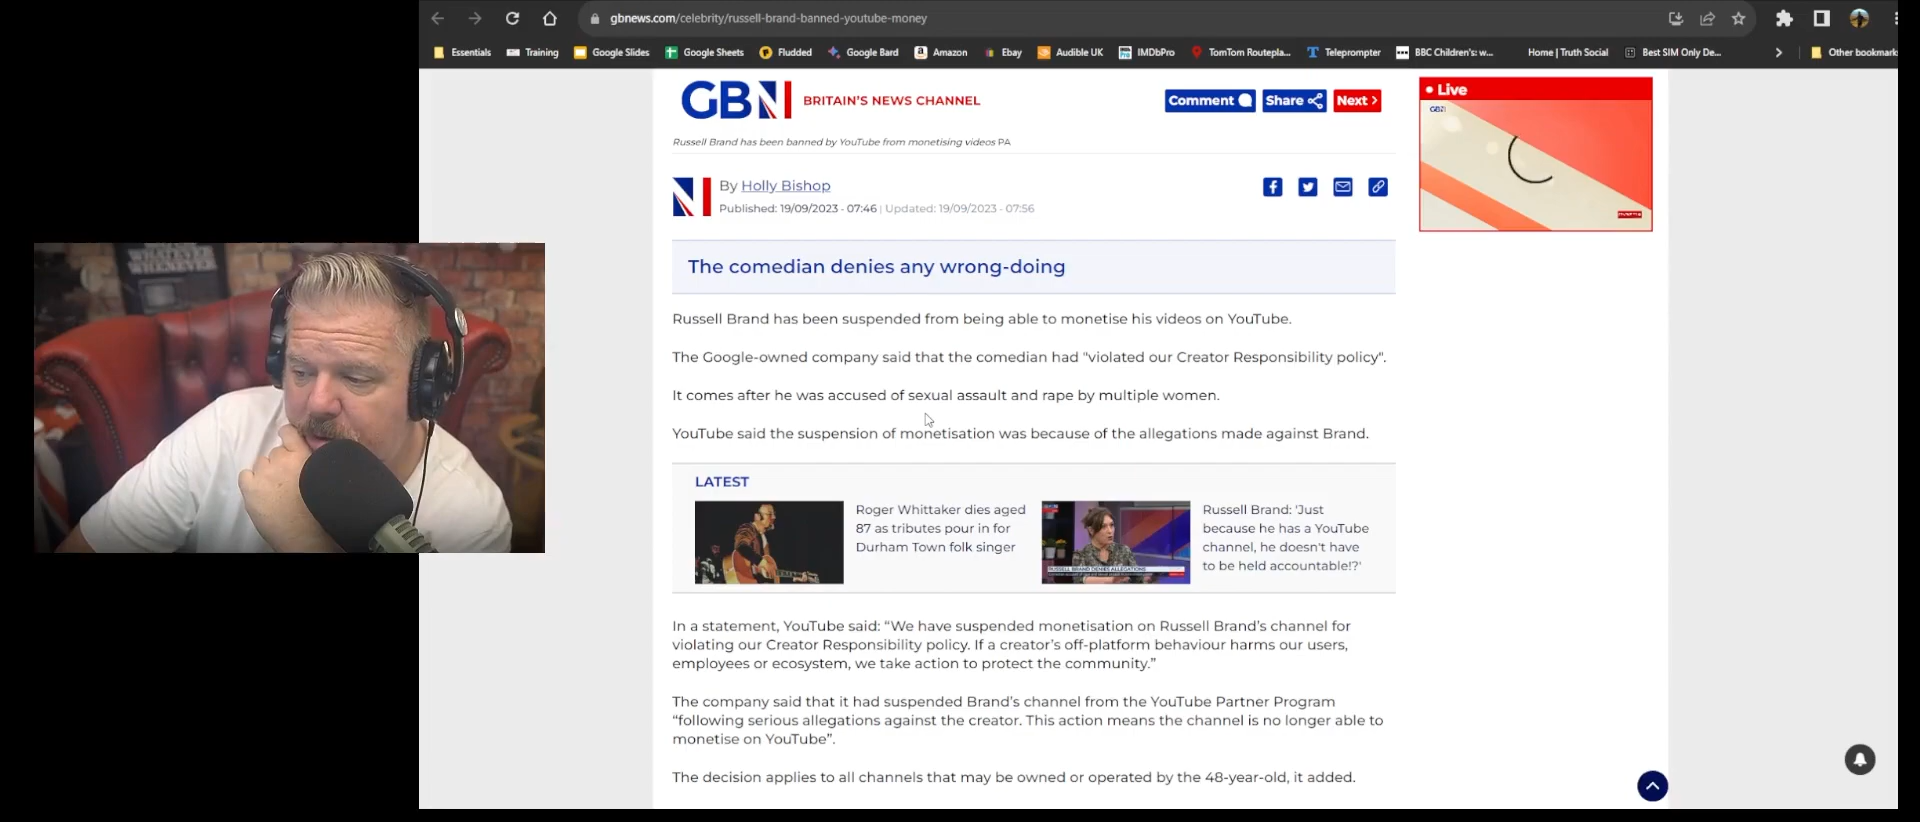 gbnews.com/celebrity/russell-brand-banned-youtube-money
Essentials Training Google Slides Google Sheets Fludded Google Bard Amazon Ebay Audible UK IMDbPro TomTom Routepla... Teleprompter BBC Children's: w... Home | Truth Social Best SIM Only De... Other bookmark
GBN BRITAIN'S NEWS CHANNEL
Comment Share Next >
Live
GBN
Russell Brand has been banned by YouTube from monetising videos PA
By Holly Bishop
Published: 19/09/2023 - 07:46 | Updated: 19/09/2023 - 07:56
WHATEVER
WHENEVER
The comedian denies any wrong-doing
Russell Brand has been suspended from being able to monetise his videos on YouTube.
The Google-owned company said that the comedian had "violated our Creator Responsibility policy".
It comes after he was accused of sexual assault and rape by multiple women.
YouTube said the suspension of monetisation was because of the allegations made against Brand.
LATEST
Roger Whittaker dies aged
87 as tributes pour in for
Durham Town folk singer
RUSSELL BRAND DENIES ALLEGATIONS
Russell Brand: 'Just
because he has a YouTube
channel, he doesn't have
to be held accountable!?'
In a statement, YouTube said: “We have suspended monetisation on Russell Brand’s channel for
violating our Creator Responsibility policy. If a creator’s off-platform behaviour harms our users,
employees or ecosystem, we take action to protect the community.”
The company said that it had suspended Brand’s channel from the YouTube Partner Program
“following serious allegations against the creator. This action means the channel is no longer able to
monetise on YouTube”.
The decision applies to all channels that may be owned or operated by the 48-year-old, it added.